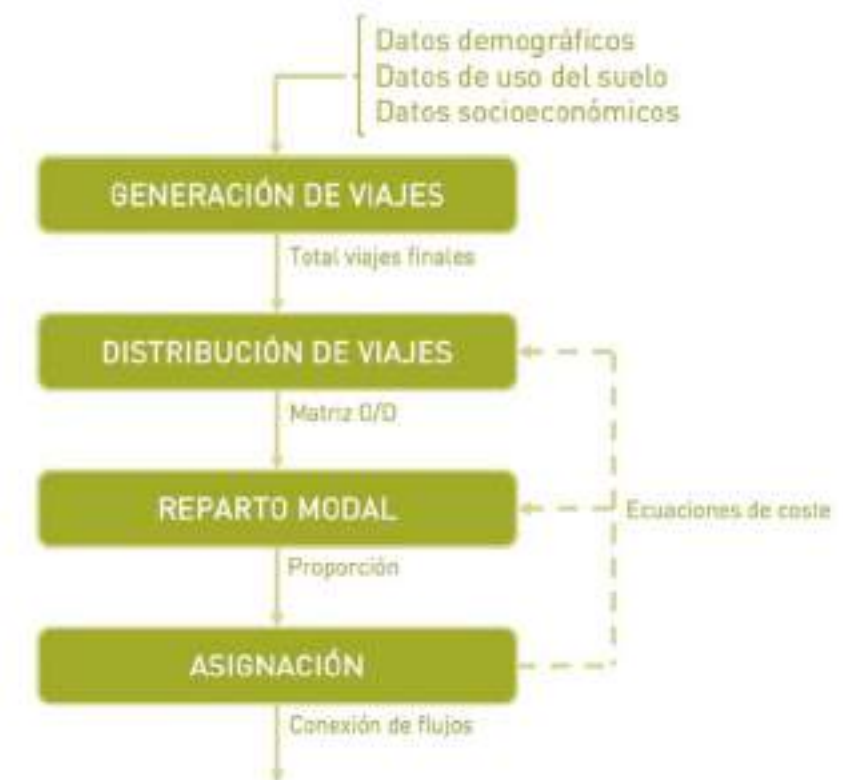 Datos demográficos
Datos de uso del suelo
Datos socioeconómicos
GENERACIÓN DE VIAJES
Total viajes finales
DISTRIBUCIÓN DE VIAJES
Matriz O/D
REPARTO MODAL
Ecuaciones de coste
Proporción
ASIGNACIÓN
Conexión de flujos